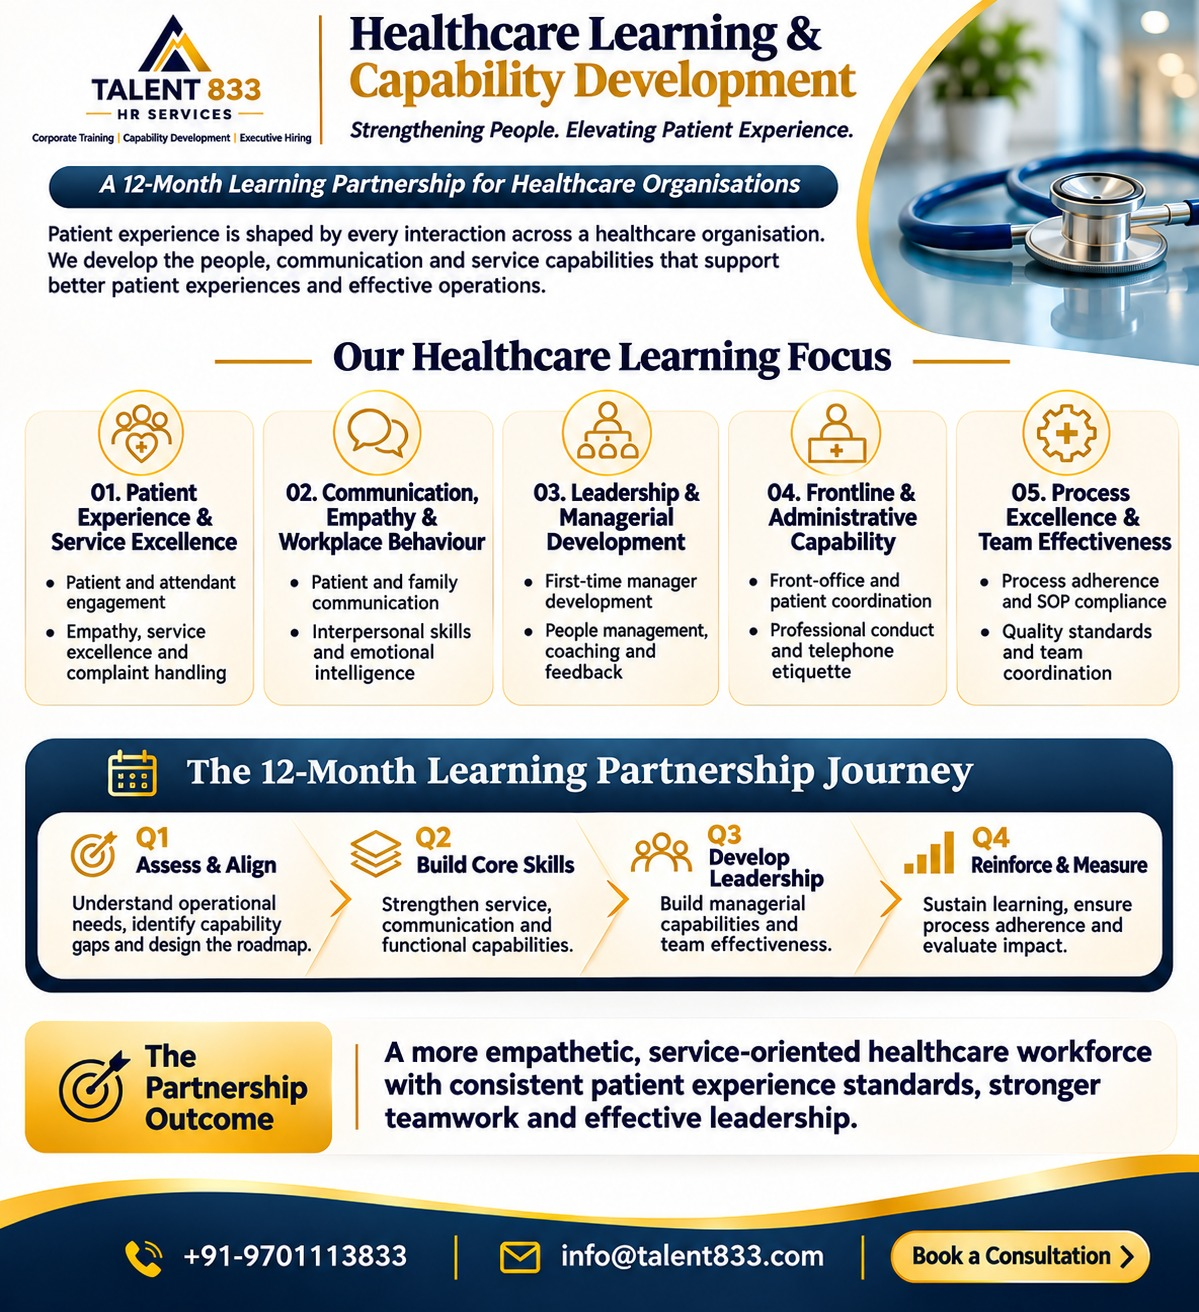 TALENT 833
HR SERVICES
Corporate Training | Capability Development | Executive Hiring
Healthcare Learning &
Capability Development
Strengthening People. Elevating Patient Experience.
A 12-Month Learning Partnership for Healthcare Organisations
Patient experience is shaped by every interaction across a healthcare organisation.
We develop the people, communication and service capabilities that support
better patient experiences and effective operations.
Our Healthcare Learning Focus
01. Patient
Experience &
Service Excellence
• Patient and attendant
engagement
• Empathy, service
excellence and
complaint handling
02. Communication,
Empathy &
Workplace Behaviour
• Patient and family
communication
• Interpersonal skills
and emotional
intelligence
03. Leadership &
Managerial
Development
• First-time manager
development
• People management,
coaching and
feedback
04. Frontline &
Administrative
Capability
• Front-office and
patient coordination
• Professional conduct
and telephone
etiquette
05. Process
Excellence &
Team Effectiveness
• Process adherence
and SOP compliance
• Quality standards
and team
coordination
The 12-Month Learning Partnership Journey
Q1
Assess & Align
Understand operational
needs, identify capability
gaps and design the roadmap.
Q2
Build Core Skills
Strengthen service,
communication and
functional capabilities.
Q3
Develop
Leadership
Build managerial
capabilities and
team effectiveness.
Q4
Reinforce & Measure
Sustain learning, ensure
process adherence and
evaluate impact.
The
Partnership
Outcome
A more empathetic, service-oriented healthcare workforce
with consistent patient experience standards, stronger
teamwork and effective leadership.
+91-9701113833
info@talent833.com
Book a Consultation